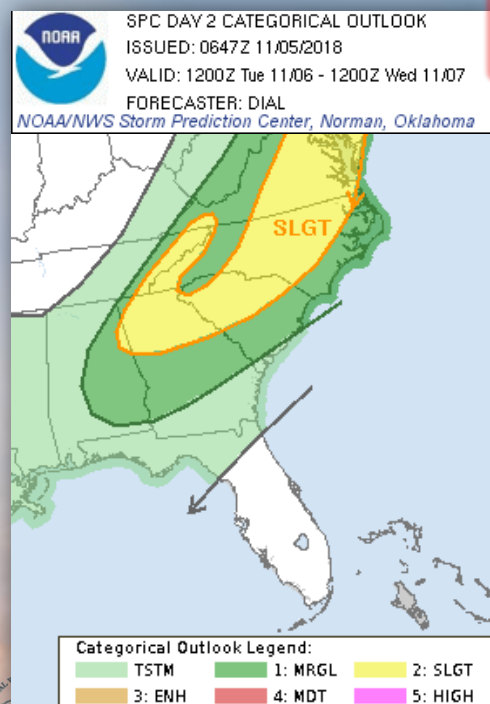 NOAA
SPC DAY 2 CATEGORICAL OUTLOOK
ISSUED: 0647Z 11/05/2018
VALID: 1200Z Tue 11/06 - 1200Z Wed 11/07
FORECASTER: DIAL
NOAA/NWS Storm Prediction Center, Norman, Oklahoma
SLGT
Categorical Outlook Legend:
TSTM 1: MRGL 2: SLGT
3: ENH 4: MDT 5: HIGH